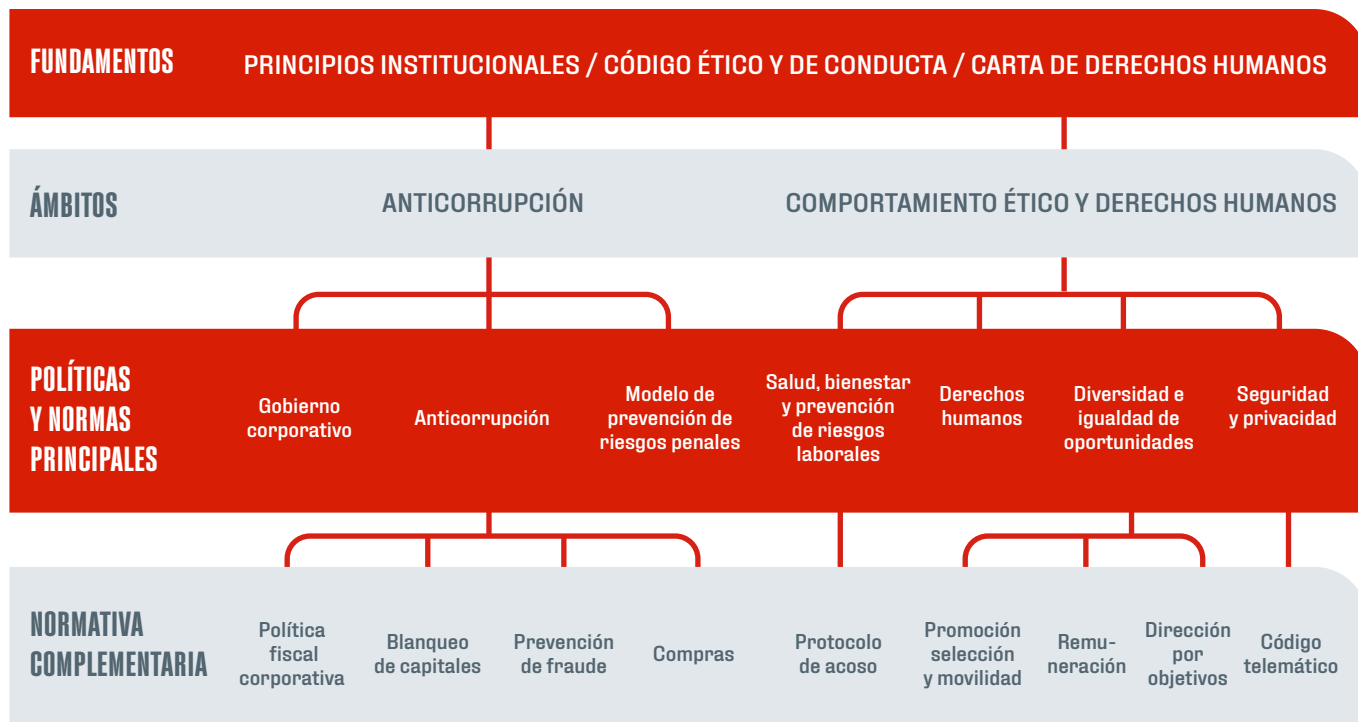 FUNDAMENTOS
PRINCIPIOS INSTITUCIONALES / CÓDIGO ÉTICO Y DE CONDUCTA / CARTA DE DERECHOS HUMANOS
ÁMBITOS
ANTICORRUPCIÓN
COMPORTAMIENTO ÉTICO Y DERECHOS HUMANOS
POLÍTICAS
Y NORMAS
PRINCIPALES
Gobierno
corporativo
Anticorrupción
Modelo de
prevención de
riesgos penales
Salud, bienestar
y prevención
de riesgos
laborales
Derechos
humanos
Diversidad e
igualdad de
oportunidades
Seguridad
y privacidad
NORMATIVA
COMPLEMENTARIA
Política
fiscal
corporativa
Blanqueo
de capitales
Prevención
de fraude
Compras
Protocolo
de acoso
Promoción
selección
y movilidad
Remu-
neración
Dirección
por
objetivos
Código
telemático